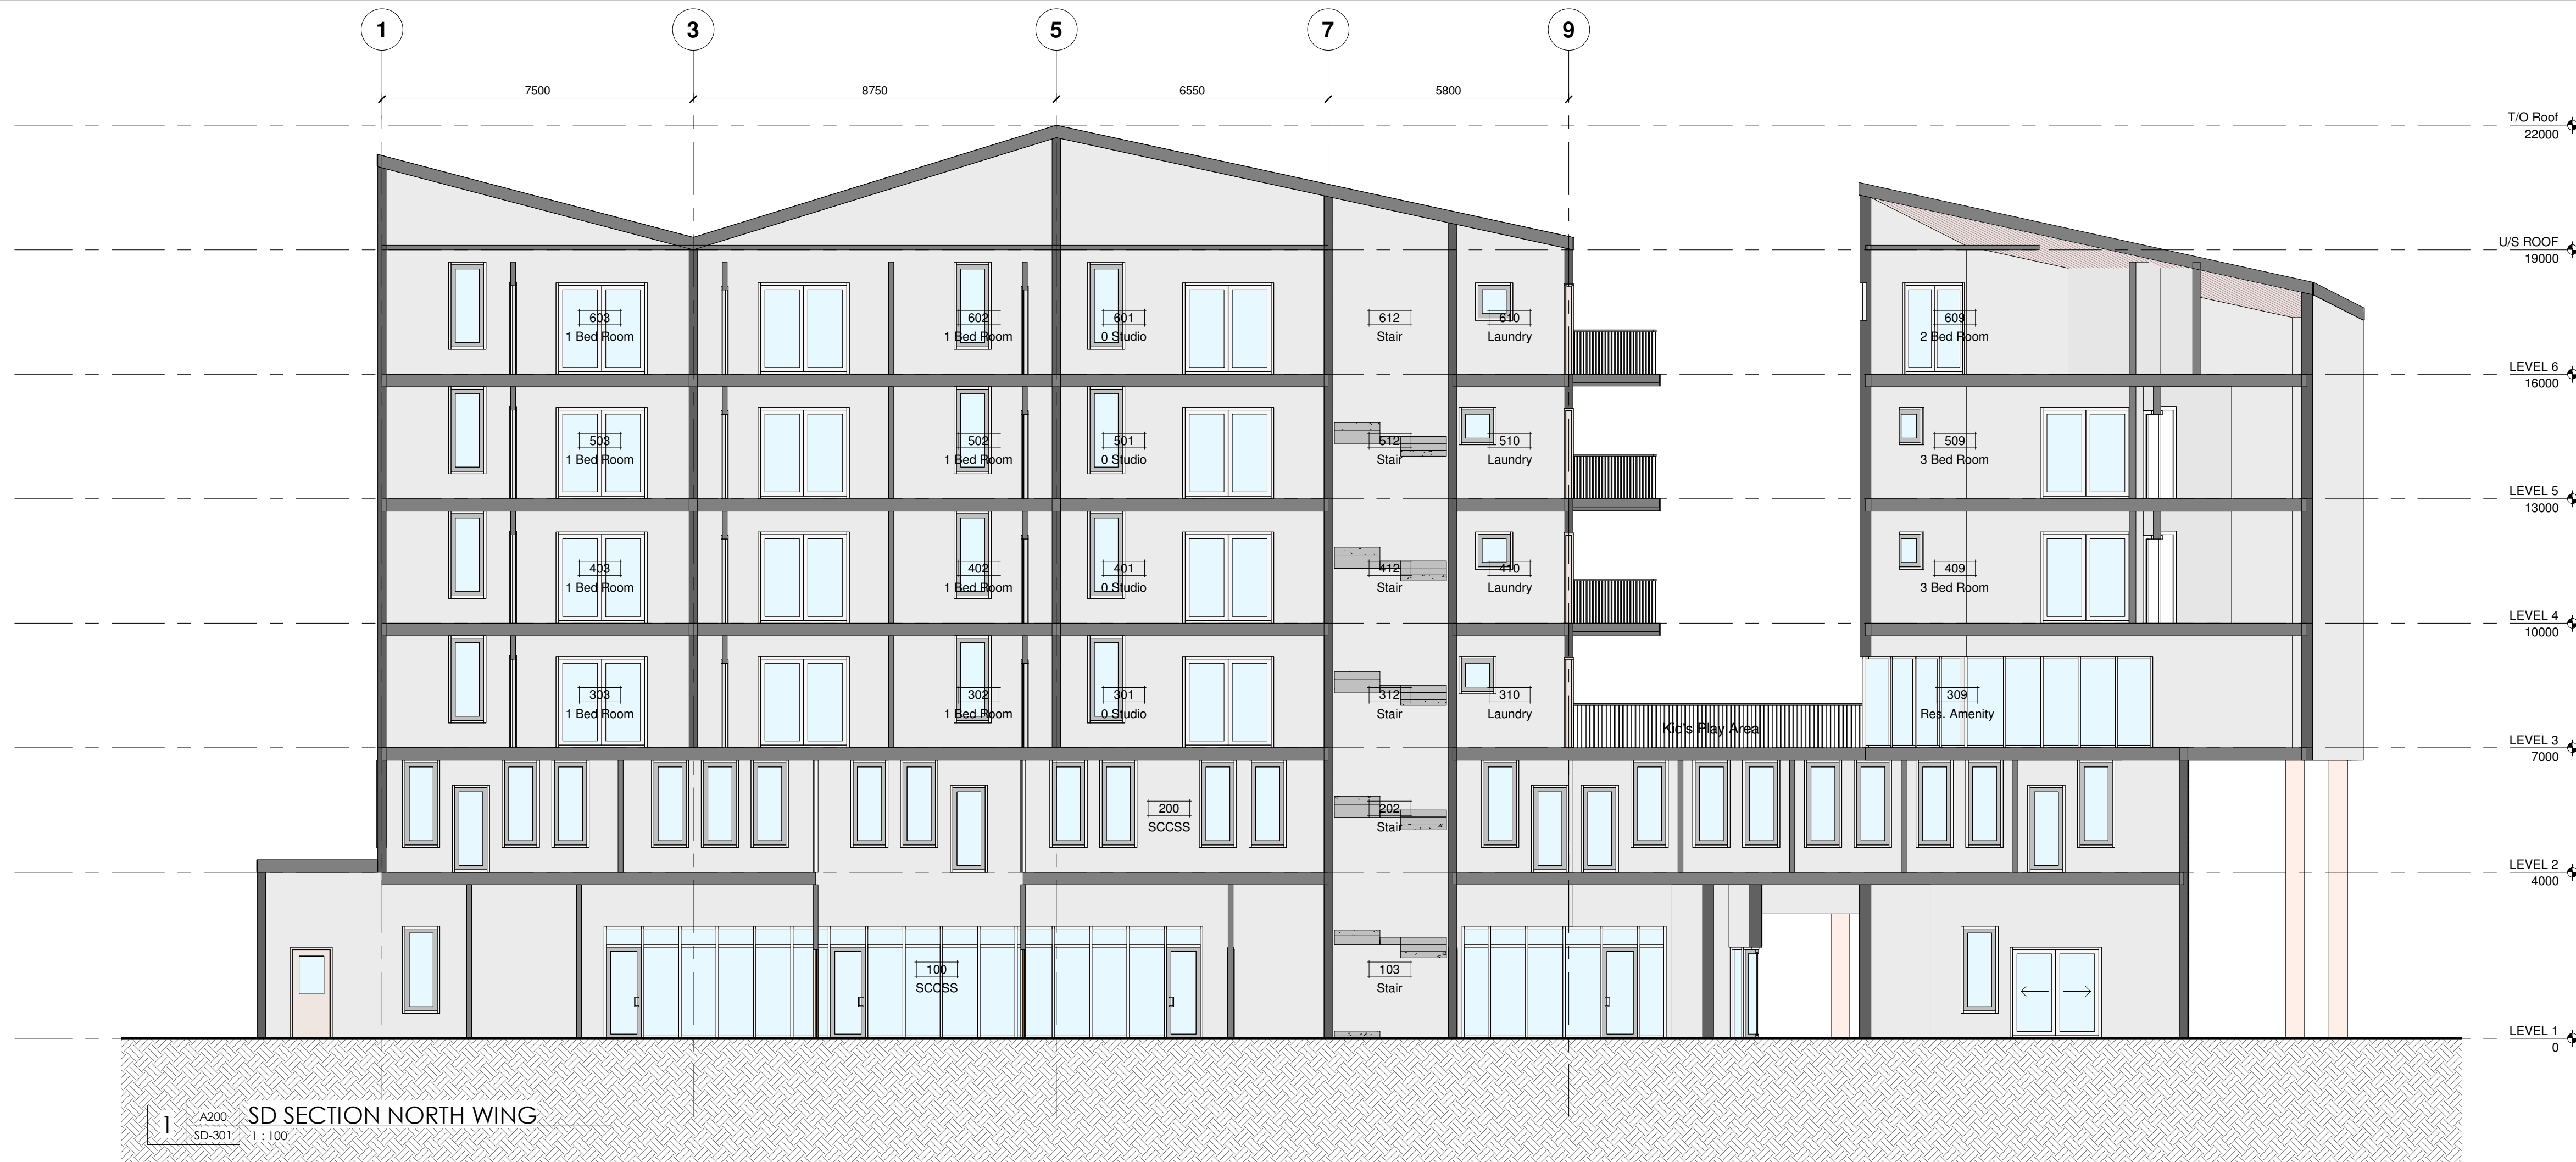 1 3 5 7 9
7500 8750 6550 5800
T/O Roof
22000
U/S ROOF
19000
603 602 601 612 610 609
1 Bed Room 1 Bed Room 0 Studio Stair Laundry 2 Bed Room
LEVEL 6
16000
503 502 501 512 510 509
1 Bed Room 1 Bed Room 0 Studio Stair Laundry 3 Bed Room
LEVEL 5
13000
403 402 401 412 410 409
1 Bed Room 1 Bed Room 0 Studio Stair Laundry 3 Bed Room
LEVEL 4
10000
303 302 301 312 310 309
1 Bed Room 1 Bed Room 0 Studio Stair Laundry Res. Amenity
Kid's Play Area
LEVEL 3
7000
200 202
SCCSS Stair
LEVEL 2
4000
100 103
SCCSS Stair
LEVEL 1
0
1 A200 SD SECTION NORTH WING
SD-301 1 : 100